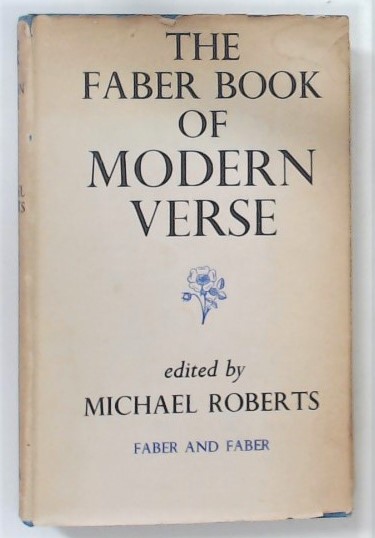 THE
FABER BOOK
OF
MODERN
VERSE
edited by
MICHAEL ROBERTS
FABER AND FABER